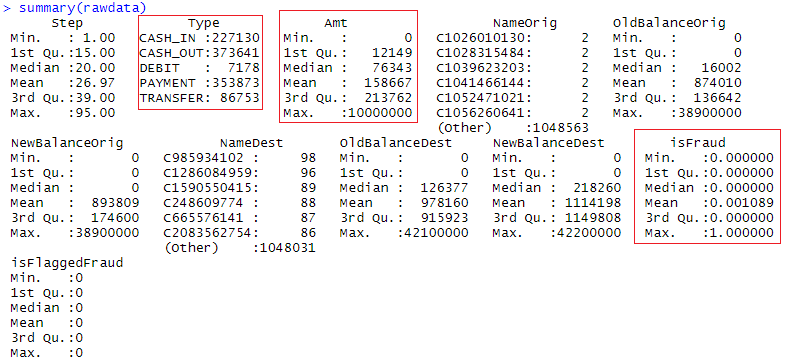 > summary(rawdata)
Step Type Amt NameOrig OldBalanceOrig
Min. : 1.00 CASH_IN :227130 Min. : 0 C1026010130: 2 Min. : 0
1st Qu.:15.00 CASH_OUT:373641 1st Qu.: 12149 C1028315484: 2 1st Qu.: 0
Median :20.00 DEBIT : 7178 Median : 76343 C1039623203: 2 Median : 16002
Mean :26.97 PAYMENT :353873 Mean : 158667 C1041466144: 2 Mean : 874010
3rd Qu.:39.00 TRANSFER: 86753 3rd Qu.: 213762 C1052471021: 2 3rd Qu.: 136642
Max. :95.00 Max. :10000000 C1056260641: 2 Max. :38900000
(Other) :1048563
NewBalanceOrig NameDest OldBalanceDest NewBalanceDest isFraud
Min. : 0 C985934102 : 98 Min. : 0 Min. : 0 Min. :0.000000
1st Qu.: 0 C1286084959: 96 1st Qu.: 0 1st Qu.: 0 1st Qu.:0.000000
Median : 0 C1590550415: 89 Median : 126377 Median : 218260 Median :0.000000
Mean : 893809 C248609774 : 88 Mean : 978160 Mean : 1114198 Mean :0.001089
3rd Qu.: 174600 C665576141 : 87 3rd Qu.: 915923 3rd Qu.: 1149808 3rd Qu.:0.000000
Max. :38900000 C2083562754: 86 Max. :42100000 Max. :42200000 Max. :1.000000
(Other) :1048031
isFlaggedFraud
Min. :0
1st Qu.:0
Median :0
Mean :0
3rd Qu.:0
Max. :0